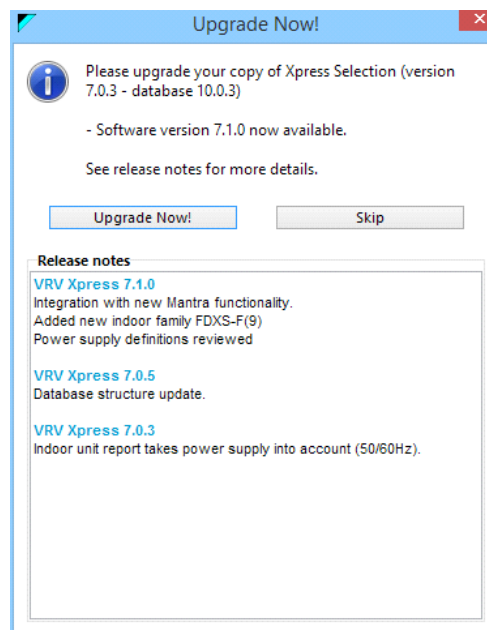 Upgrade Now!
Please upgrade your copy of Xpress Selection (version
7.0.3 - database 10.0.3)
- Software version 7.1.0 now available.
See release notes for more details.
Upgrade Now!
Skip
Release notes
VRV Xpress 7.1.0
Integration with new Mantra functionality.
Added new indoor family FDXS-F(9)
Power supply definitions reviewed
VRV Xpress 7.0.5
Database structure update.
VRV Xpress 7.0.3
Indoor unit report takes power supply into account (50/60Hz).